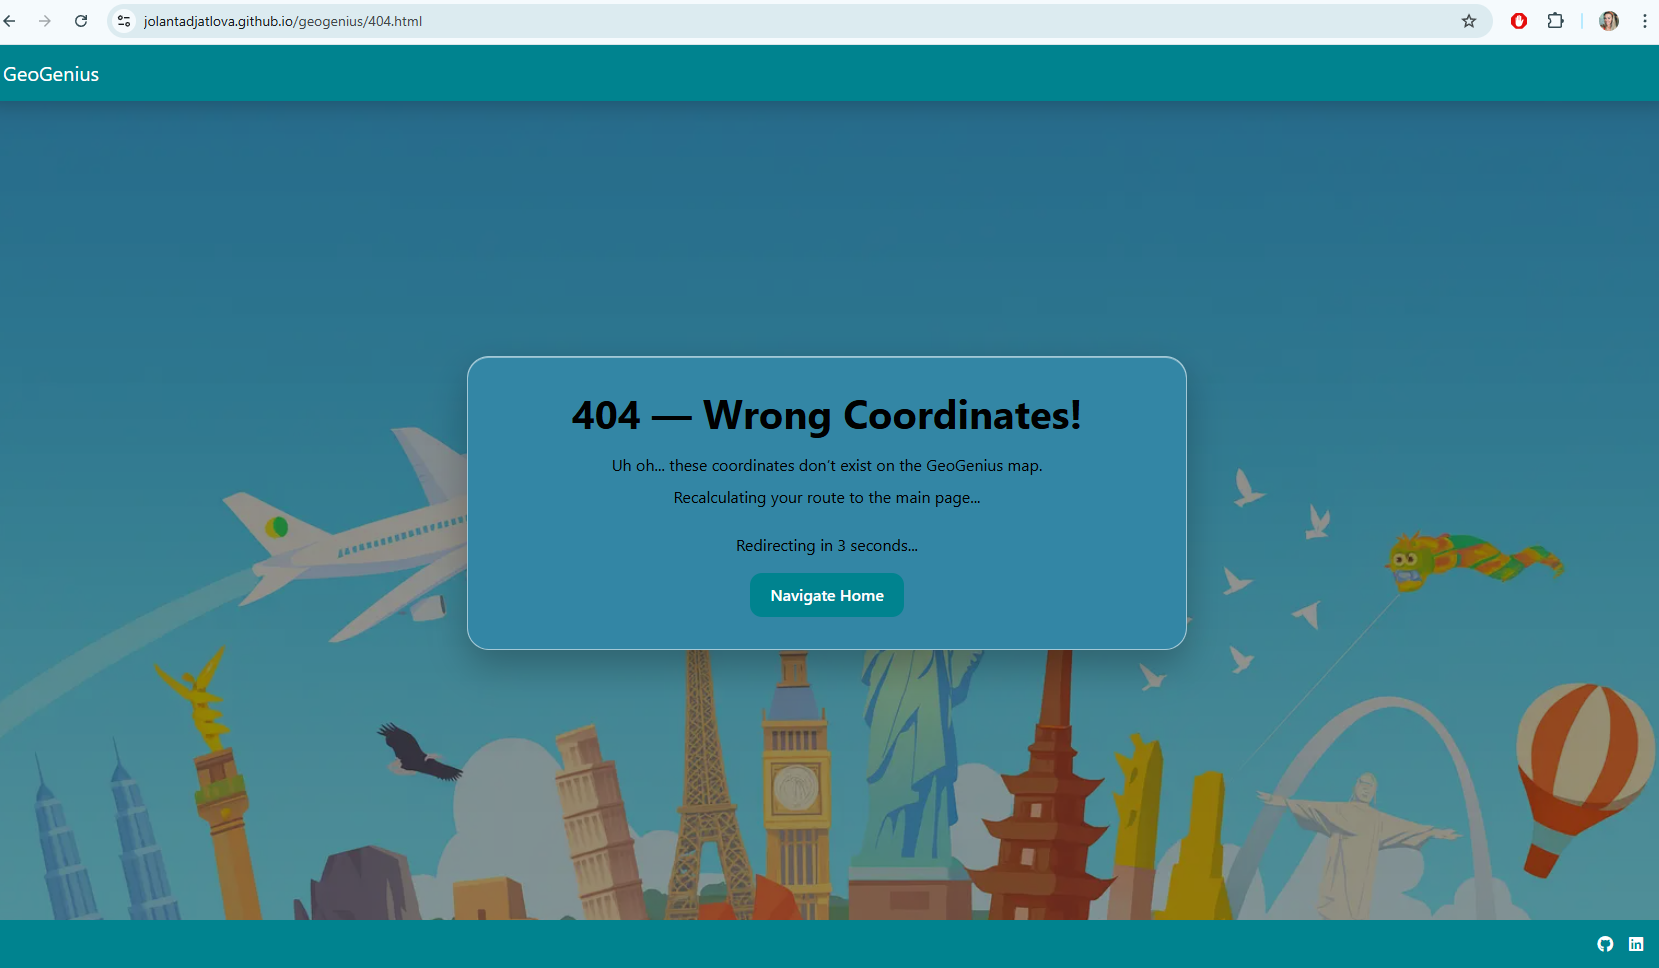 jolantadjatlova.github.io/geogenius/404.html
GeoGenius
404 — Wrong Coordinates!
Uh oh... these coordinates don’t exist on the GeoGenius map.
Recalculating your route to the main page...
Redirecting in 3 seconds...
Navigate Home
in